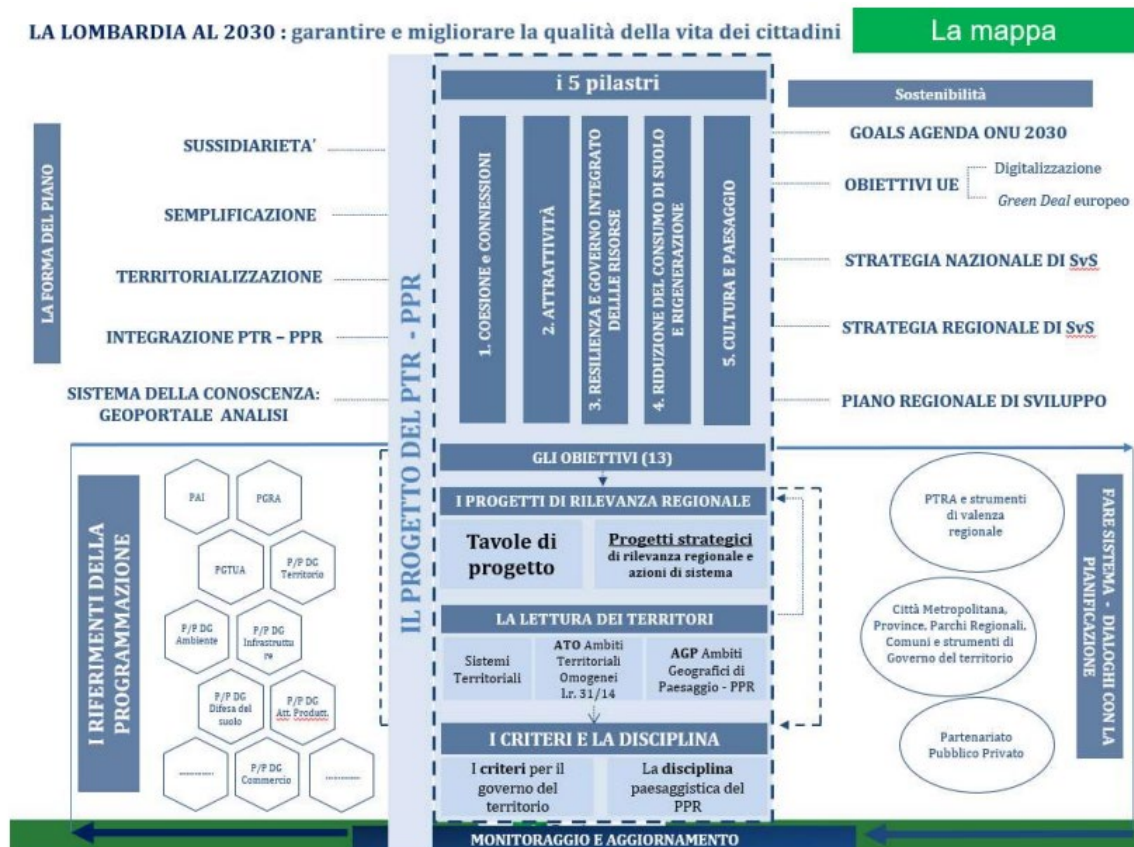 LA LOMBARDIA AL 2030 : garantire e migliorare la qualità della vita dei cittadini
La mappa
LA FORMA DEL PIANO
SUSSIDIARIETA'
SEMPLIFICAZIONE
TERRITORIALIZZAZIONE
INTEGRAZIONE PTR – PPR
SISTEMA DELLA CONOSCENZA:
GEOPORTALE ANALISI
IL PROGETTO DEL PTR - PPR
i 5 pilastri
1. COESIONE e CONNESSIONI
2. ATTRATTIVITÀ
3. RESILIENZA E GOVERNO INTEGRATO
DELLLE RISORSE
4. RIDUZIONE DEL CONSUMO DI SUOLO
E RIGENERAZIONE
5. CULTURA E PAESAGGIO
Sostenibilità
GOALS AGENDA ONU 2030
OBIETTIVI UE
Digitalizzazione
Green Deal europeo
STRATEGIA NAZIONALE DI SvS
STRATEGIA REGIONALE DI SvS
PIANO REGIONALE DI SVILUPPO
I RIFERIMENTI DELLA
PROGRAMMAZIONE
PAI
PGRA
PGTUA
P/P DG
Territorio
P/P DG
Ambiente
P/P DG
Infrastruttu
re
P/P DG
Difesa del
suolo
P/P DG
Att. Produtt.
P/P DG
Commercio
GLI OBIETTIVI (13)
I PROGETTI DI RILEVANZA REGIONALE
Tavole di
progetto
Progetti strategici
di rilevanza regionale e
azioni di sistema
LA LETTURA DEI TERRITORI
Sistemi
Territoriali
ATO Ambiti
Territoriali
Omogenei
l.r. 31/14
AGP Ambiti
Geografici di
Paesaggio - PPR
I CRITERI E LA DISCIPLINA
I criteri per il
governo del
territorio
La disciplina
paesaggistica del
PPR
PTRA e strumenti
di valenza
regionale
Città Metropolitana,
Province, Parchi Regionali,
Comuni e strumenti di
Governo del territorio
Partenariato
Pubblico Privato
FARE SISTEMA - DIALOGHI CON LA
PIANIFICAZIONE
MONITORAGGIO E AGGIORNAMENTO